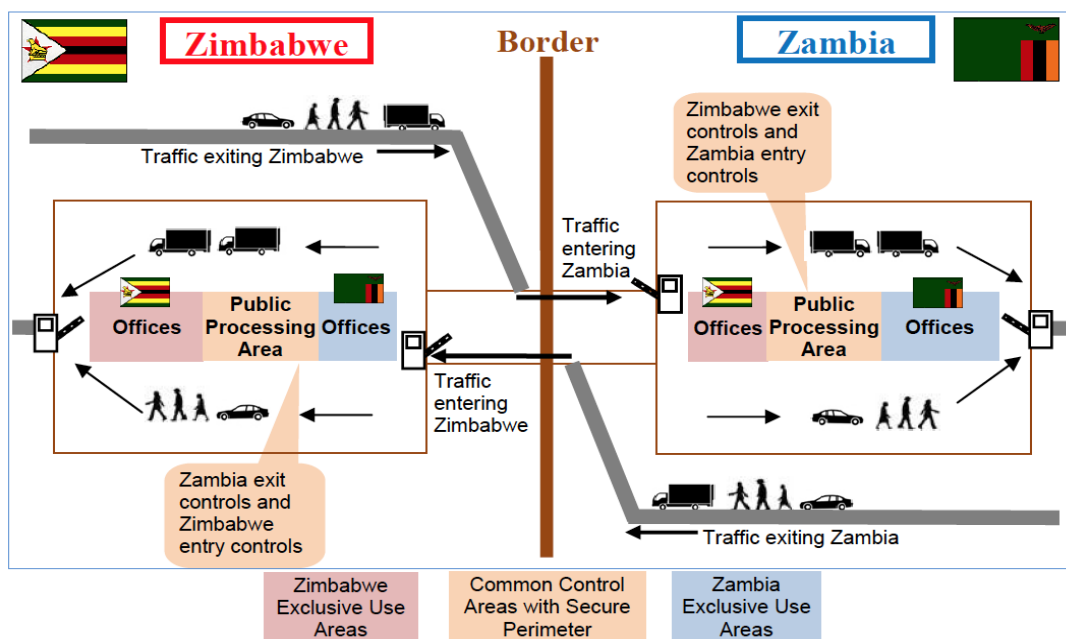 Zimbabwe
Border
Zambia
Traffic exiting Zimbabwe
Zimbabwe exit
controls and
Zambia entry
controls
Traffic
entering
Zambia
Offices
Public
Processing
Area
Offices
Offices
Public
Processing
Area
Offices
Traffic
entering
Zimbabwe
Zambia exit
controls and
Zimbabwe
entry controls
Traffic exiting Zambia
Zimbabwe
Exclusive Use
Areas
Common Control
Areas with Secure
Perimeter
Zambia
Exclusive Use
Areas